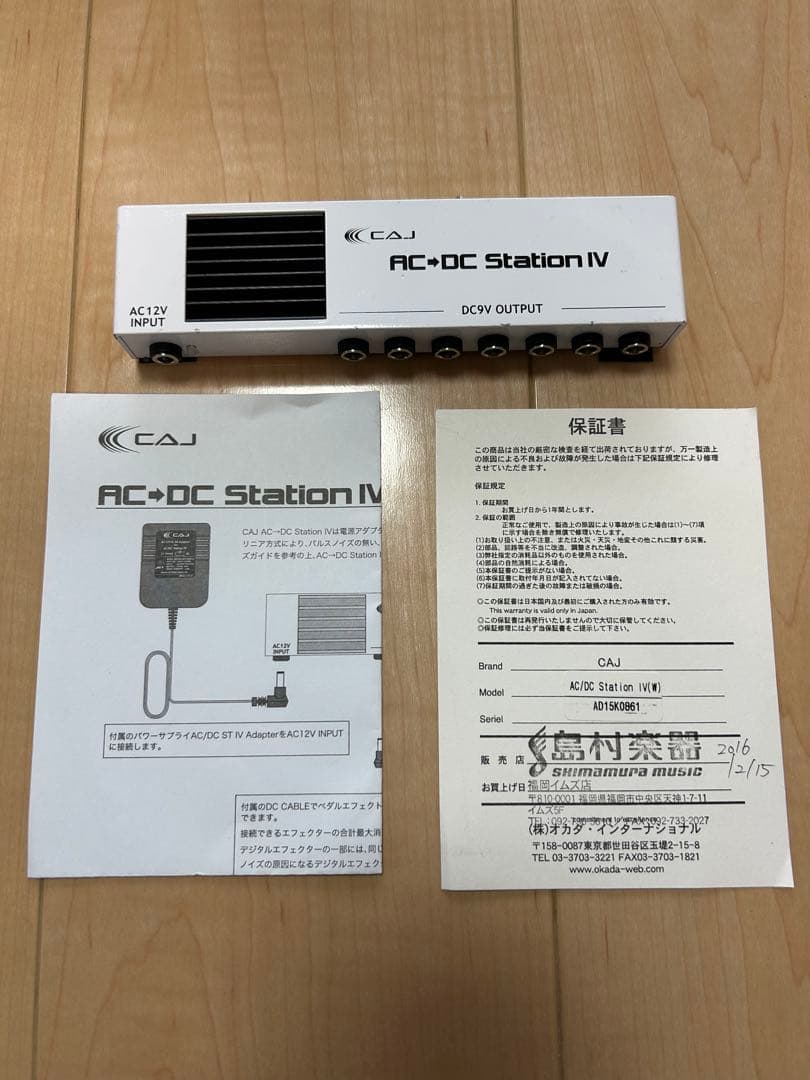 CAJ
AC→DC Station IV
AC12V
INPUT
DC9V OUTPUT
CAJ
AC→DC Station IV
CAJ
CAJ AC→DC Station IVは電源アダプタ
リニア方式により、パルスノイズの無い、
ズガイドを参考の上、AC→DC Station I
AC12V
INPUT
付属のパワーサプライAC/DC ST IV AdapterをAC12V INPUT
に接続します。
付属のDC CABLEでペダルエフェクト
できます。
接続できるエフェクターの合計最大消
デジタルエフェクターの一部には、同じ
ノイズの原因になるデジタルエフェク
保証書
この商品は当社の厳密な検査を経て出荷されておりますが、万一製造上
の原因による不良および故障が発生した場合は下記保証規定により修理
させていただきます。
保証規定
1. 保証期間
お買上げ日から1年間とします。
2. 保証の範囲
正常なご使用で、製造上の原因により事故が生じた場合は(1)〜(7)項
に示す場合を除き無償で修理いたします。
(1)お取り扱い上の不注意、または火災・天災・地変その他これに類する災害。
(2)部品、回路等を不当に改造、調整された場合。
(3)弊社指定の消耗品以外のものを使用された場合。
(4)部品の自然消耗による場合。
(5)本保証書のご提示がない場合。
(6)本保証書に取付年月日が記入されてない場合。
(7)保証期間の過ぎた後の故障または破損の場合。
◎この保証書は日本国内及び最初にご購入された方のみ有効です。
This warranty is valid only in Japan.
◎この保証書は再発行いたしませんので大切に保管してください。
◎保証修理には必ず当保証書をご提示して下さい。
Brand CAJ
Model AC/DC Station IV(W)
Seriel AD15K0861
販売店 島村楽器
SHIMAMURA MUSIC
2016
12/15
お買上げ日 福岡イムズ店
〒810-0001 福岡県福岡市中央区天神1-7-11
イムズ5F
(株)オカダ・インターナショナル
〒158-0087東京都世田谷区玉堤2-15-8
TEL 03-3703-3221 FAX03-3703-1821
www.okada-web.com